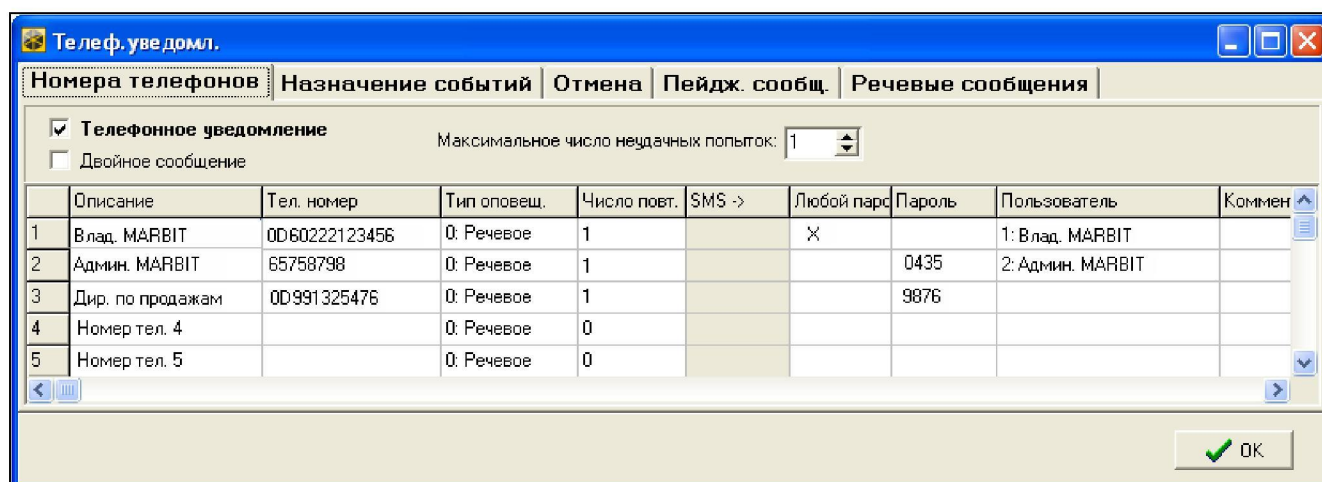 Телеф. уведомл.
Номера телефонов Назначение событий Отмена Пейдж. сообщ. Речевые сообщения
Телефонное уведомление
Максимальное число неудачных попыток: 1
Двойное сообщение
Описание Тел. номер Тип оповещ. Число повт. SMS -> Любой паро Пароль Пользователь Коммен
1 Влад. MARBIT 0D60222123456 0: Речевое 1 X 1: Влад. MARBIT
2 Админ. MARBIT 65758798 0: Речевое 1 0435 2: Админ. MARBIT
3 Дир. по продажам 0D991325476 0: Речевое 1 9876
4 Номер тел. 4 0: Речевое 0
5 Номер тел. 5 0: Речевое 0
OK